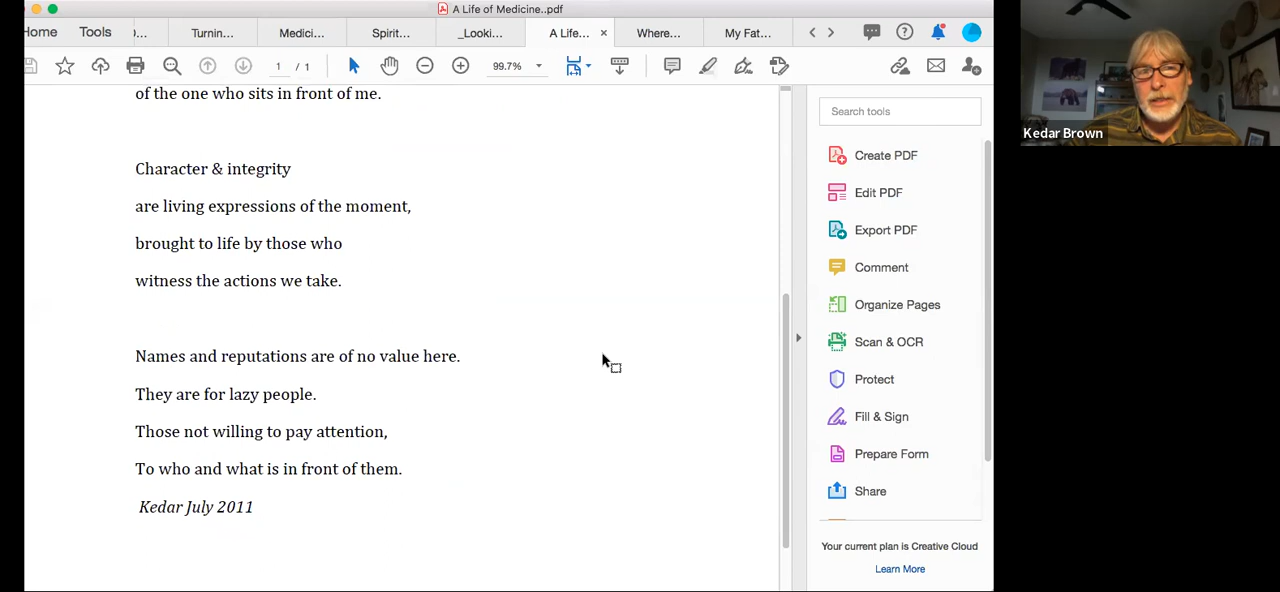 A Life of Medicine..pdf
Home Tools ... Turnin... Medici... Spirit... _Looki... A Life... × Where... My Fat...
1 / 1 99.7%
of the one who sits in front of me.
Character & integrity
are living expressions of the moment,
brought to life by those who
witness the actions we take.
Names and reputations are of no value here.
They are for lazy people.
Those not willing to pay attention,
To who and what is in front of them.
Kedar July 2011
Search tools
Create PDF
Edit PDF
Export PDF
Comment
Organize Pages
Scan & OCR
Protect
Fill & Sign
Prepare Form
Share
Your current plan is Creative Cloud
Learn More
Kedar Brown